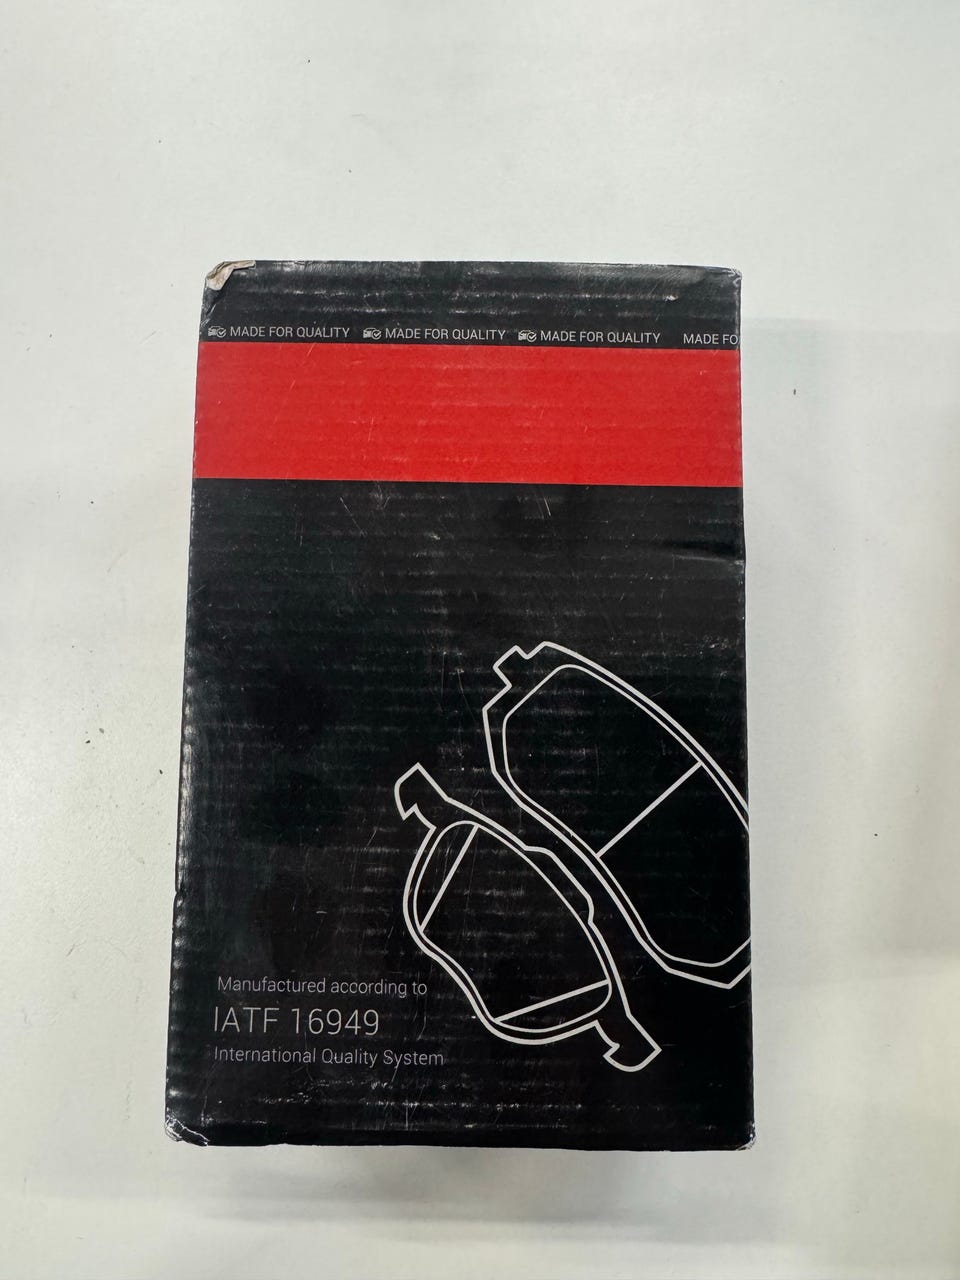 MADE FOR QUALITY MADE FOR QUALITY MADE FOR QUALITY MADE FO
Manufactured according to
IATF 16949
International Quality System